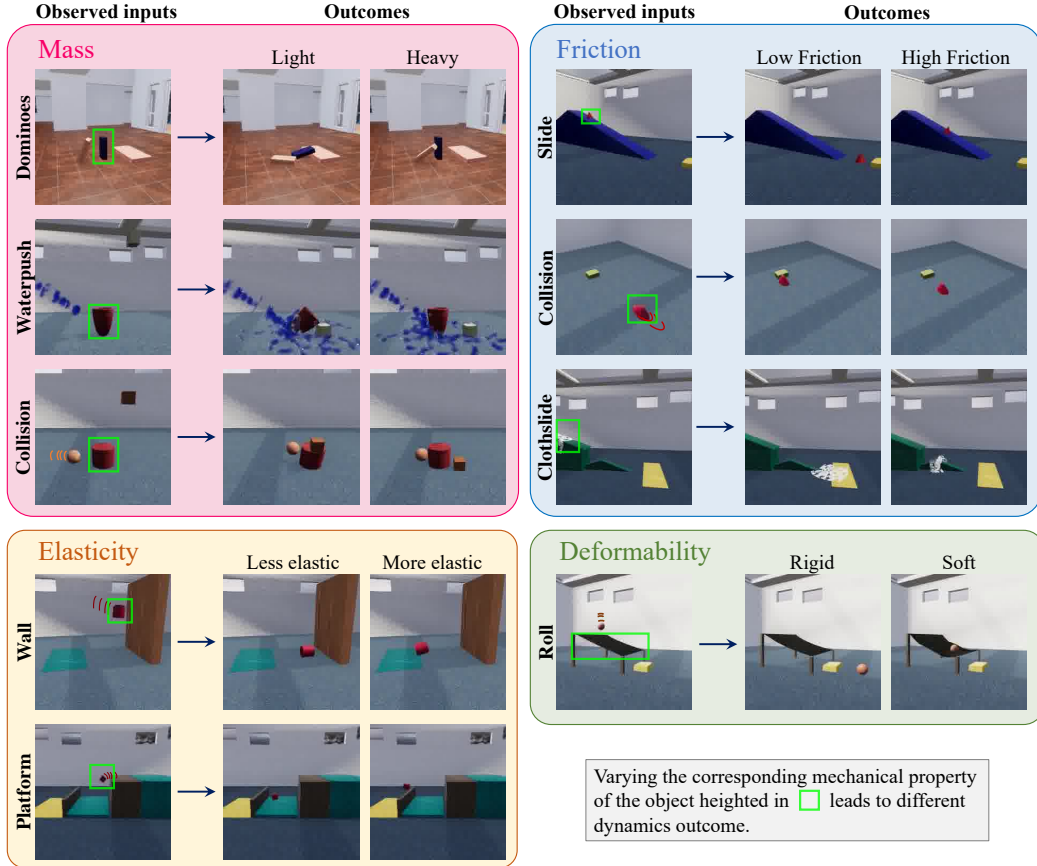 Observed inputs
Outcomes
Mass
Light
Heavy
Dominoes
Waterpush
Collision
Observed inputs
Outcomes
Friction
Low Friction
High Friction
Slide
Collision
Clothslide
Elasticity
Less elastic
More elastic
Wall
Platform
Deformability
Rigid
Soft
Roll
Varying the corresponding mechanical property
of the object heighted in leads to different
dynamics outcome.